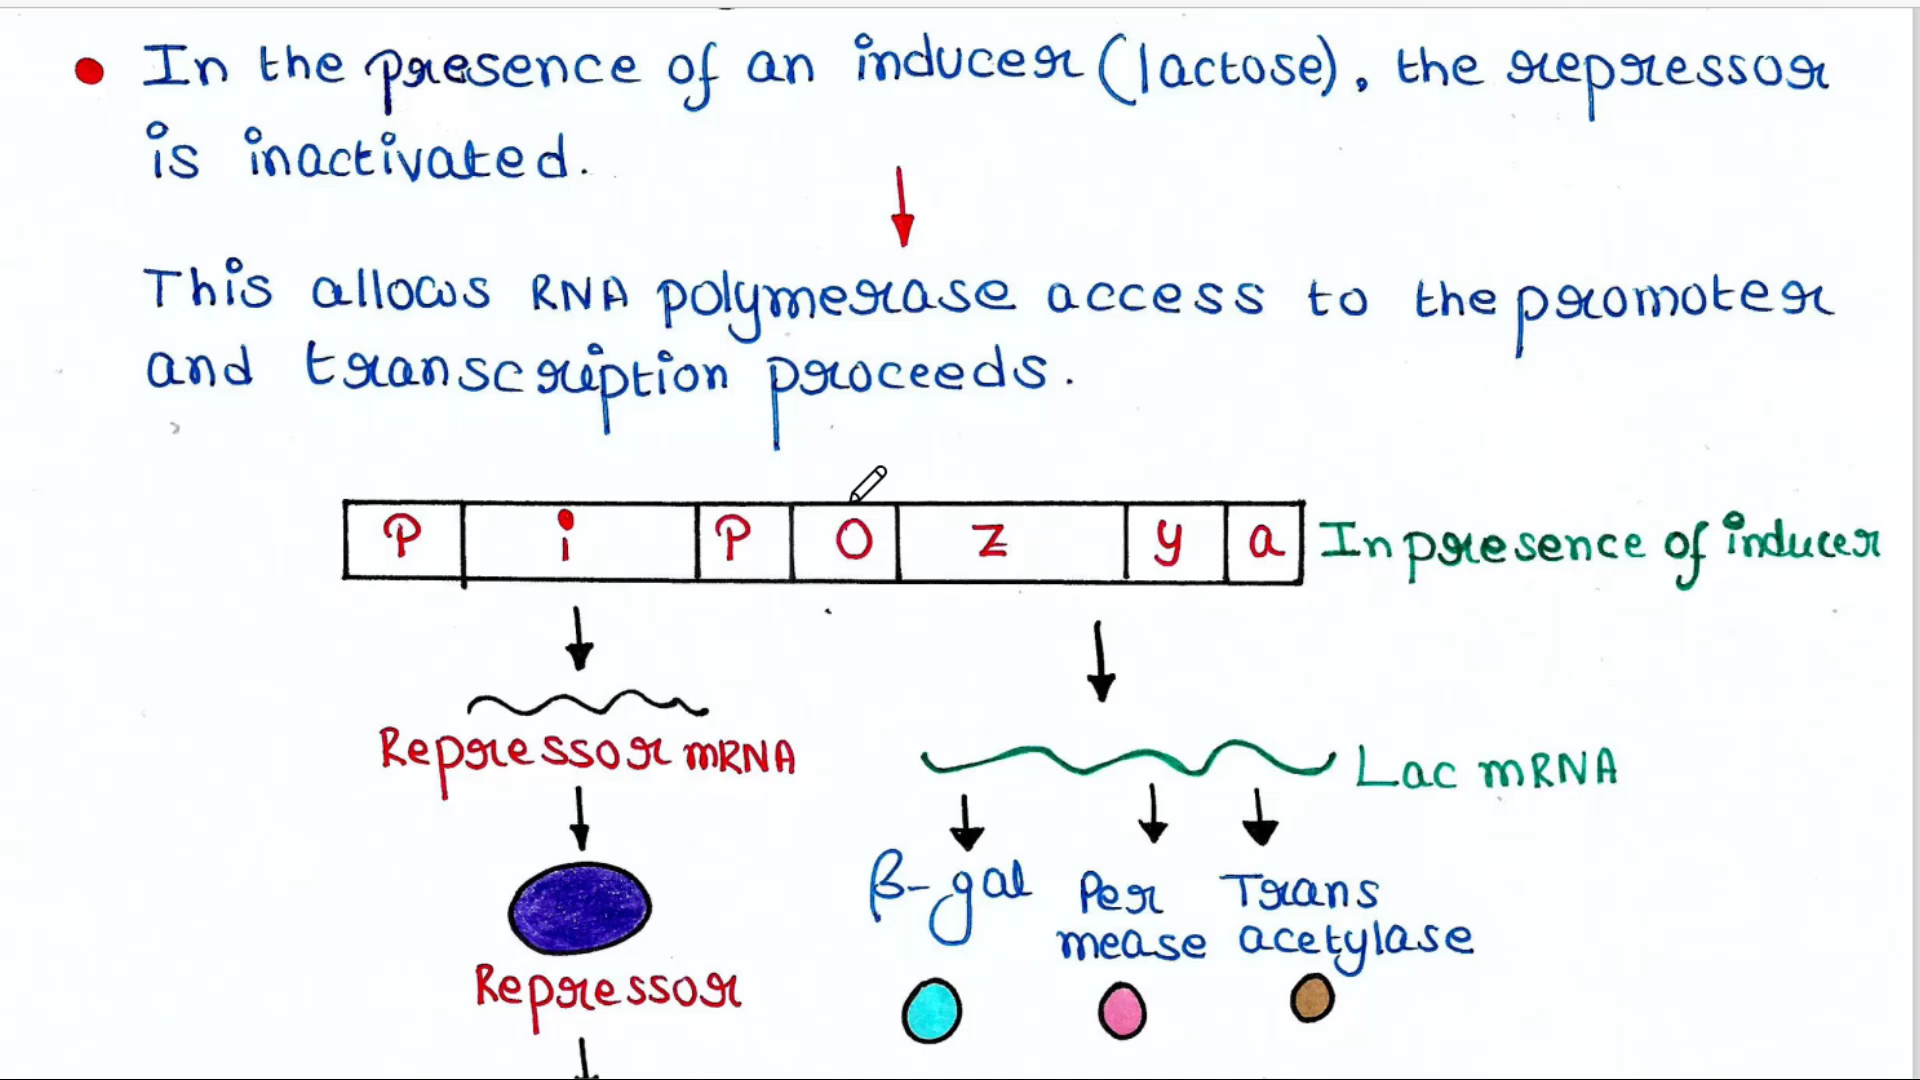 In the presence of an inducer (lactose), the repressor
is inactivated.
This allows RNA polymerase access to the promoter
and transcription proceeds.
P i P O z y a In presence of inducer
Repressor mRNA
Lac mRNA
β-gal Per Trans
mease acetylase
Repressor